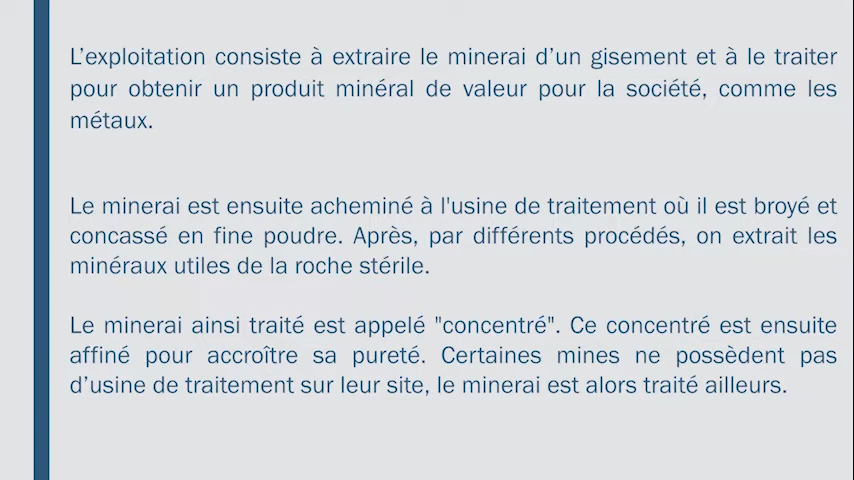 L’exploitation consiste à extraire le minerai d’un gisement et à le traiter
pour obtenir un produit minéral de valeur pour la société, comme les
métaux.
Le minerai est ensuite acheminé à l'usine de traitement où il est broyé et
concassé en fine poudre. Après, par différents procédés, on extrait les
minéraux utiles de la roche stérile.
Le minerai ainsi traité est appelé "concentré". Ce concentré est ensuite
affiné pour accroître sa pureté. Certaines mines ne possèdent pas
d’usine de traitement sur leur site, le minerai est alors traité ailleurs.